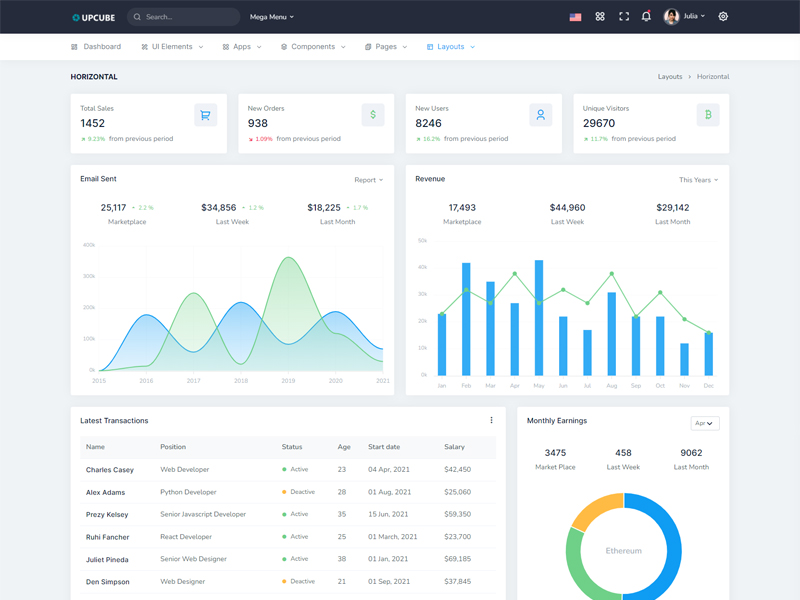 UPCUBE Search... Mega Menu Julia
Dashboard UI Elements Apps Components Pages Layouts
HORIZONTAL Layouts > Horizontal
Total Sales
1452
9.23% from previous period
New Orders
938
1.09% from previous period
$
New Users
8246
16.2% from previous period
Unique Visitors
29670
11.7% from previous period
Email Sent Report
25,117 2.2 % $34,856 1.2 % $18,225 1.7 %
Marketplace Last Week Last Month
400k
300k
200k
100k
0k
2015 2016 2017 2018 2019 2020 2021
Revenue This Years
17,493 $44,960 $29,142
Marketplace Last Week Last Month
50k
40k
30k
20k
10k
0k
Jan Feb Mar Apr May Jun Jul Aug Sep Oct Nov Dec
Latest Transactions
Name Position Status Age Start date Salary
Charles Casey Web Developer Active 23 04 Apr, 2021 $42,450
Alex Adams Python Developer Deactive 28 01 Aug, 2021 $25,060
Prezy Kelsey Senior Javascript Developer Active 35 15 Jun, 2021 $59,350
Ruhi Fancher React Developer Active 25 01 March, 2021 $23,700
Juliet Pineda Senior Web Designer Active 38 01 Jan, 2021 $69,185
Den Simpson Web Designer Deactive 21 01 Sep, 2021 $37,845
Monthly Earnings Apr
3475 458 9062
Market Place Last Week Last Month
Ethereum